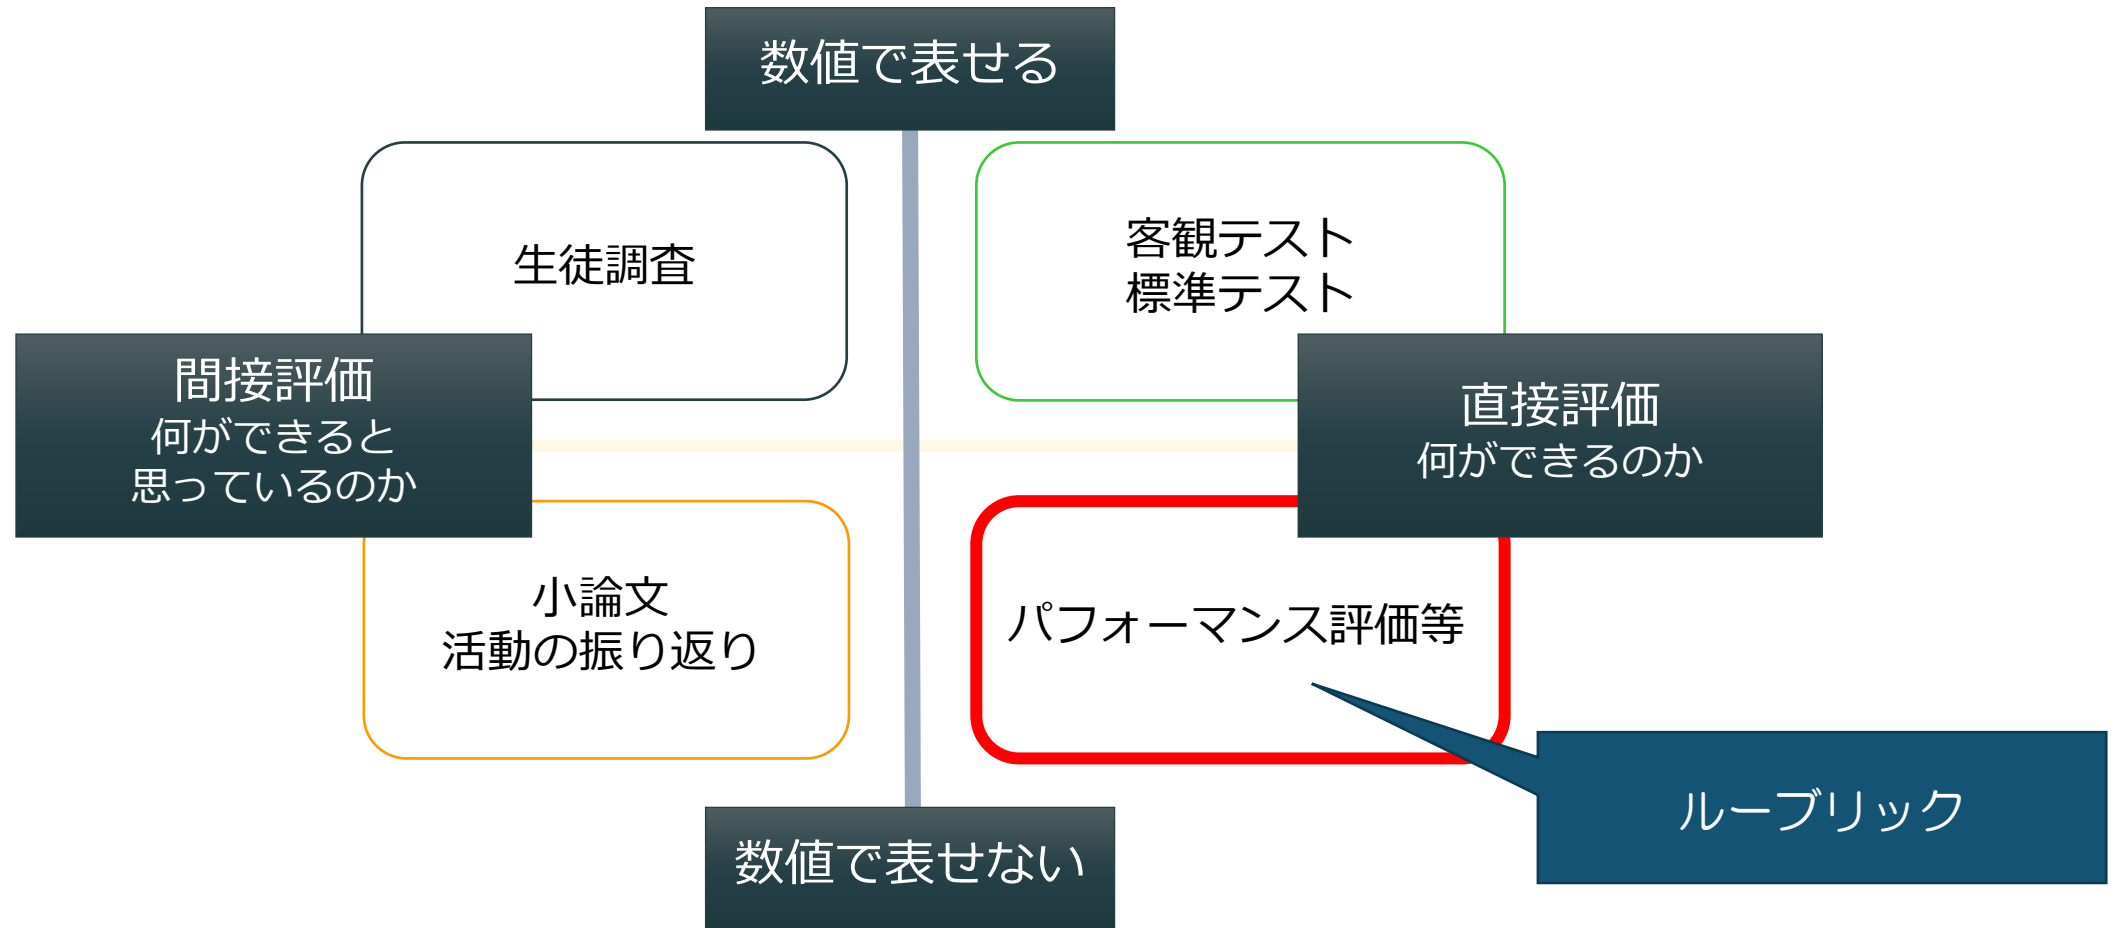 数値で表せる
生徒調査
客観テスト
標準テスト
間接評価
何ができると
思っているのか
直接評価
何ができるのか
小論文
活動の振り返り
パフォーマンス評価等
ルーブリック
数値で表せない